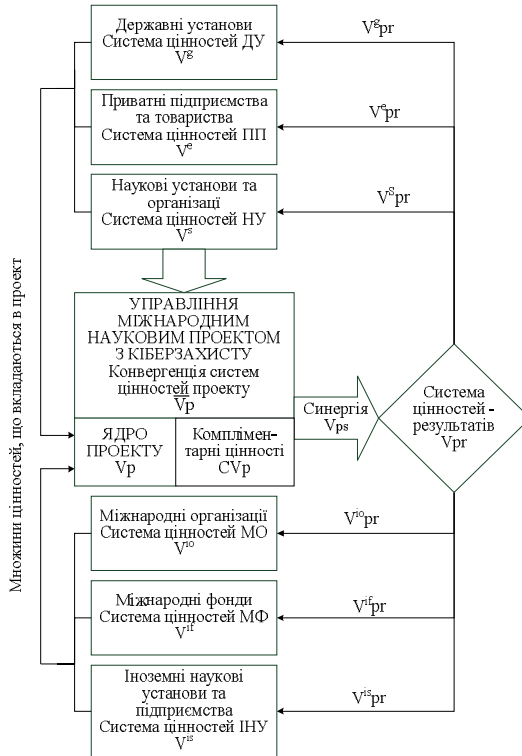 Державні установи
Система цінностей ДУ
V^g
V^g pr
Приватні підприємства
та товариства
Система цінностей ПП
V^e
V^e pr
Наукові установи та
організації
Система цінностей НУ
V^s
V^S pr
Множини цінностей, що вкладаються в проект
УПРАВЛІННЯ
МІЖНАРОДНИМ
НАУКОВИМ ПРОЕКТОМ
З КІБЕРЗАХИСТУ
Конвергенція систем
цінностей проекту
V̅p
ЯДРО
ПРОЕКТУ
Vp
Комплімен-
тарні цінності
CVp
Синергія
Vps
Система
цінностей -
результатів
Vpr
Міжнародні організації
Система цінностей МО
V^io
V^io pr
Міжнародні фонди
Система цінностей МФ
V^if
V^if pr
Іноземні наукові
установи та
підприємства
Система цінностей ІНУ
V^is
V^is pr